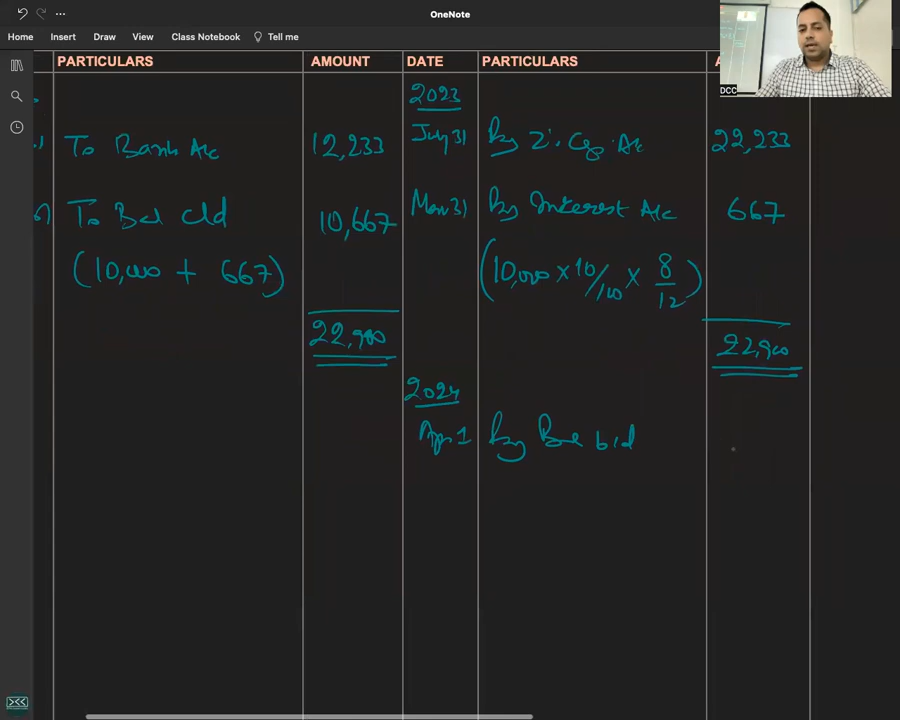 OneNote
Home Insert Draw View Class Notebook Tell me
DCC
PARTICULARS AMOUNT DATE PARTICULARS
2023
To Bank A/c 12,233 July 31 By Z's Cap. A/c 22,233
To Bal c/d 10,667 Mar 31 By Interest A/c 667
(10,000 + 667) (10,000 × 10/100 × 8/12)
22,900 22,900
2024
Apr 1 By Bal b/d